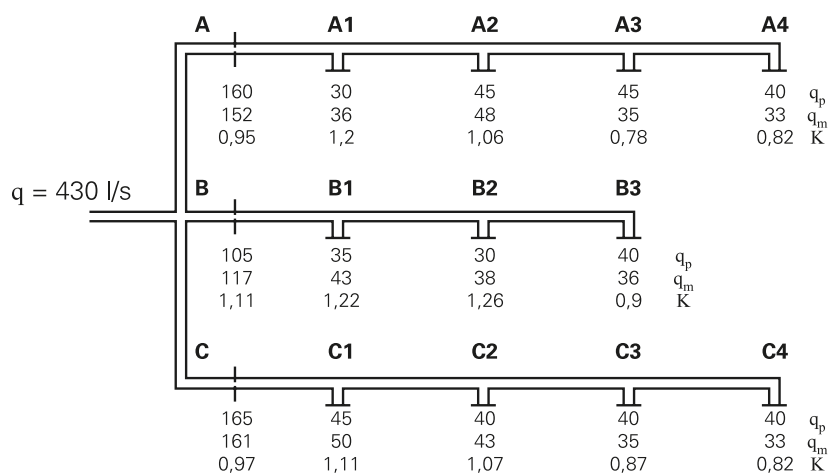 A A1 A2 A3 A4
160 30 45 45 40 qp
152 36 48 35 33 qm
0,95 1,2 1,06 0,78 0,82 K
q = 430 l/s
B B1 B2 B3
105 35 30 40 qp
117 43 38 36 qm
1,11 1,22 1,26 0,9 K
C C1 C2 C3 C4
165 45 40 40 40 qp
161 50 43 35 33 qm
0,97 1,11 1,07 0,87 0,82 K